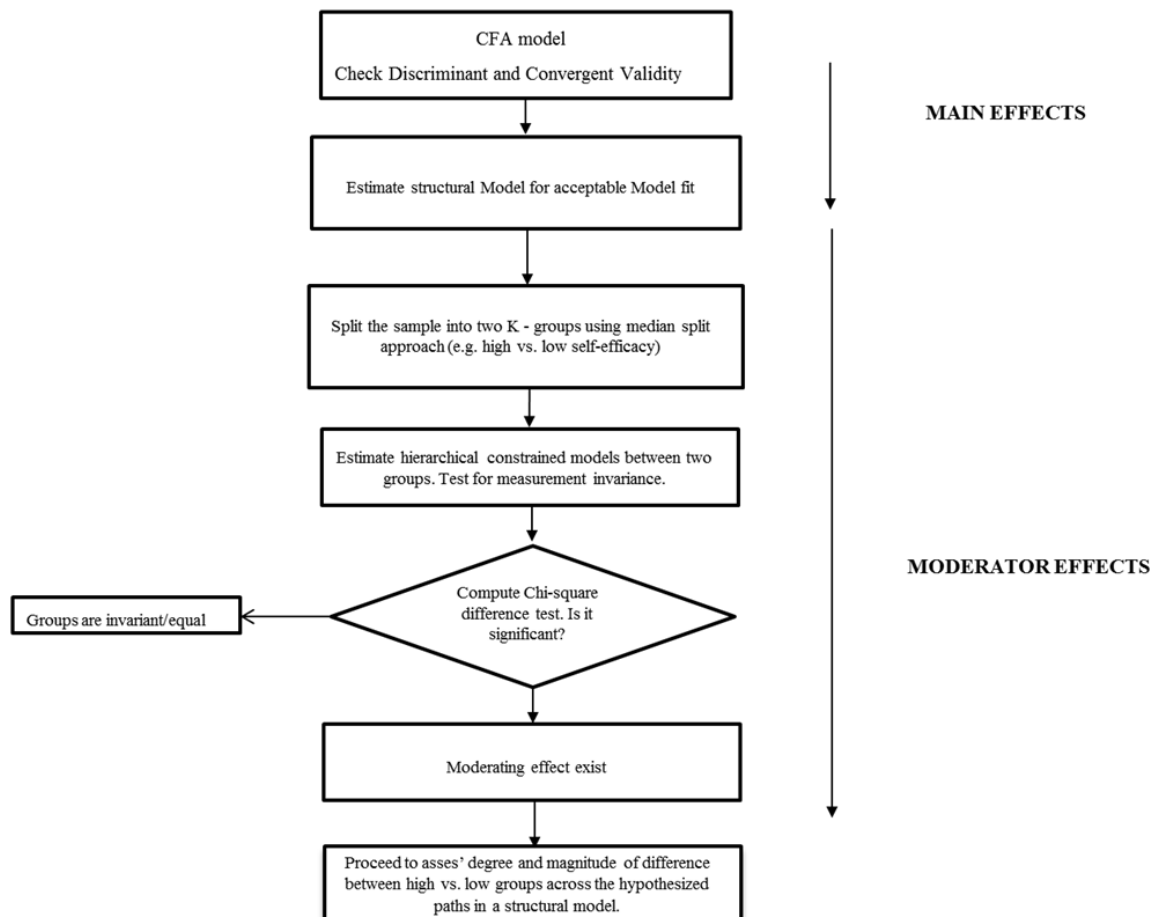 CFA model
Check Discriminant and Convergent Validity
MAIN EFFECTS
Estimate structural Model for acceptable Model fit
Split the sample into two K - groups using median split
approach (e.g. high vs. low self-efficacy)
Estimate hierarchical constrained models between two
groups. Test for measurement invariance.
MODERATOR EFFECTS
Compute Chi-square
difference test. Is it
significant?
Groups are invariant/equal
Moderating effect exist
Proceed to asses’ degree and magnitude of difference
between high vs. low groups across the hypothesized
paths in a structural model.